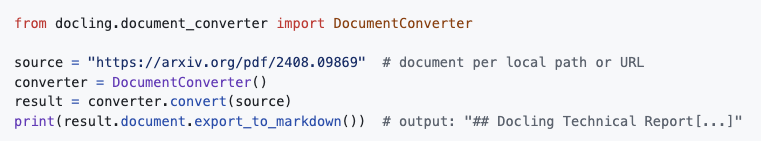 from docling.document_converter import DocumentConverter
source = "https://arxiv.org/pdf/2408.09869"  # document per local path or URL
converter = DocumentConverter()
result = converter.convert(source)
print(result.document.export_to_markdown())  # output: "## Docling Technical Report[...]"